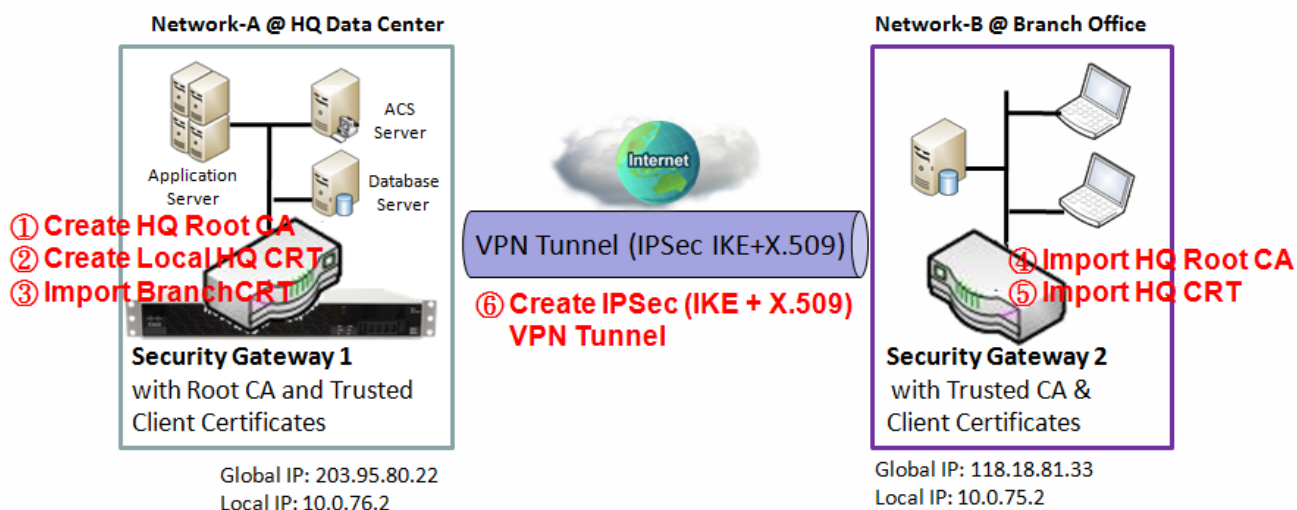 Network-A @ HQ Data Center
Application
Server
ACS
Server
Database
Server
① Create HQ Root CA
② Create Local HQ CRT
③ Import BranchCRT
Security Gateway 1
with Root CA and Trusted
Client Certificates
Global IP: 203.95.80.22
Local IP: 10.0.76.2
Internet
VPN Tunnel (IPSec IKE+X.509)
⑥ Create IPSec (IKE + X.509)
VPN Tunnel
Network-B @ Branch Office
④ Import HQ Root CA
⑤ Import HQ CRT
Security Gateway 2
with Trusted CA &
Client Certificates
Global IP: 118.18.81.33
Local IP: 10.0.75.2